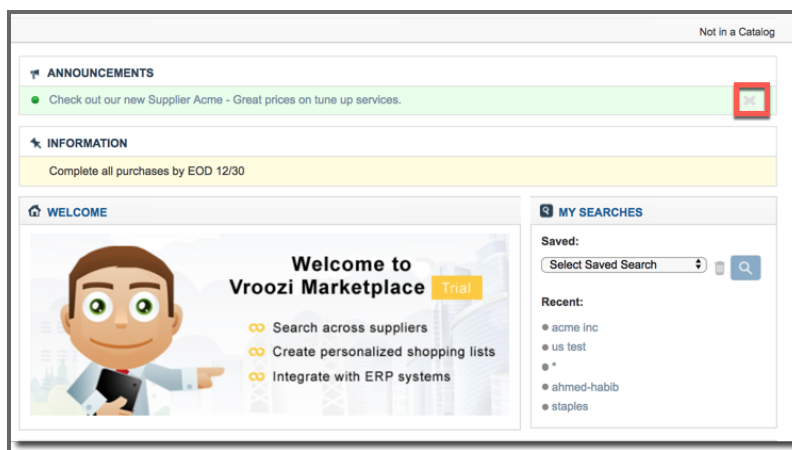 Not in a Catalog
ANNOUNCEMENTS
Check out our new Supplier Acme - Great prices on tune up services.
INFORMATION
Complete all purchases by EOD 12/30
WELCOME
Welcome to
Vroozi Marketplace Trial
Search across suppliers
Create personalized shopping lists
Integrate with ERP systems
MY SEARCHES
Saved:
Select Saved Search
Recent:
acme inc
us test
*
ahmed-habib
staples